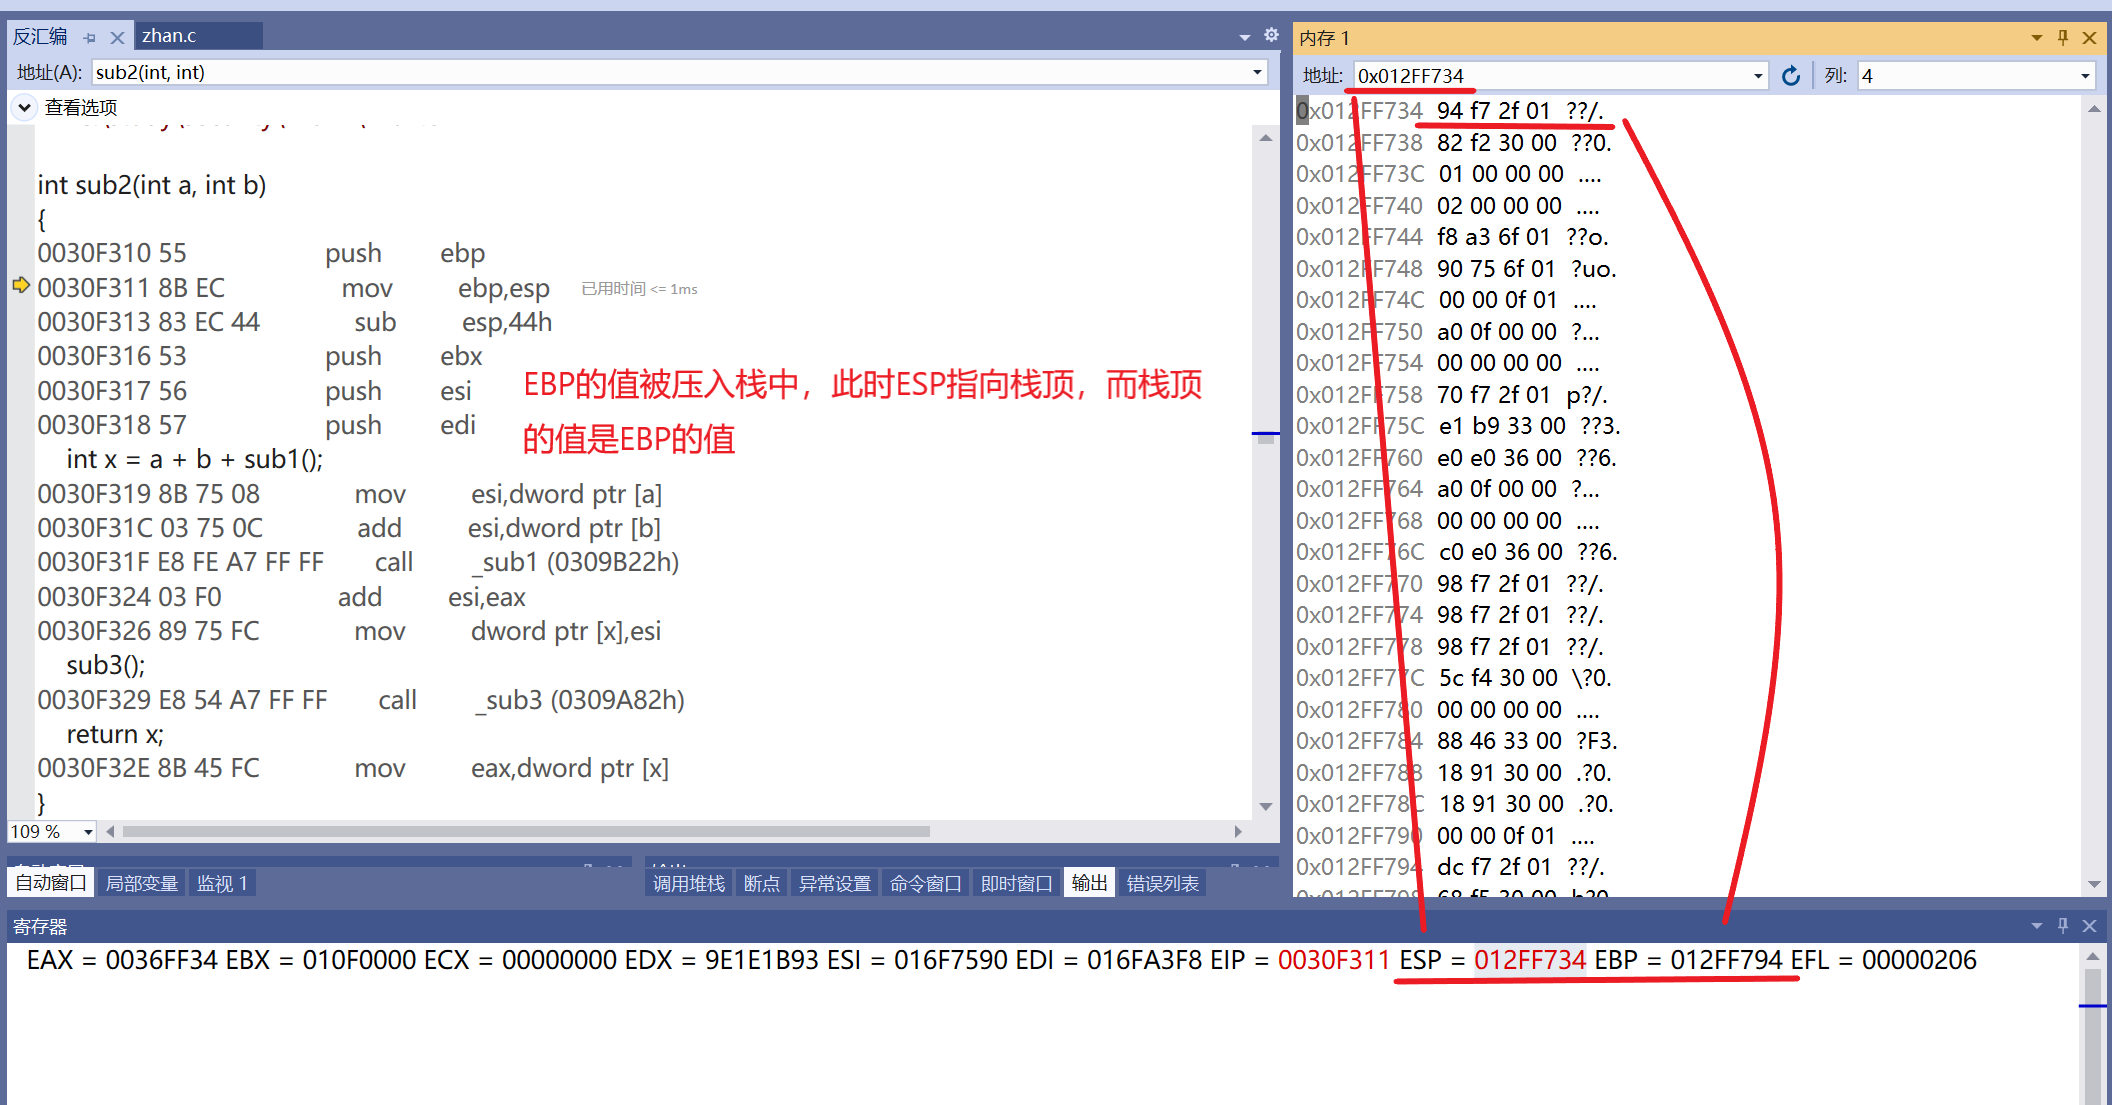 反汇编 zhan.c
地址(A): sub2(int, int)
查看选项
int sub2(int a, int b)
{
0030F310 55 push ebp
0030F311 8B EC mov ebp,esp 已用时间 <= 1ms
0030F313 83 EC 44 sub esp,44h
0030F316 53 push ebx
0030F317 56 push esi
0030F318 57 push edi
EBP的值被压入栈中，此时ESP指向栈顶，而栈顶
的值是EBP的值
int x = a + b + sub1();
0030F319 8B 75 08 mov esi,dword ptr [a]
0030F31C 03 75 0C add esi,dword ptr [b]
0030F31F E8 FE A7 FF FF call _sub1 (0309B22h)
0030F324 03 F0 add esi,eax
0030F326 89 75 FC mov dword ptr [x],esi
sub3();
0030F329 E8 54 A7 FF FF call _sub3 (0309A82h)
return x;
0030F32E 8B 45 FC mov eax,dword ptr [x]
}
109 %
自动窗口 局部变量 监视 1
调用堆栈 断点 异常设置 命令窗口 即时窗口 输出 错误列表
内存 1
地址: 0x012FF734 列: 4
0x012FF734 94 f7 2f 01 ??/.
0x012FF738 82 f2 30 00 ??0.
0x012FF73C 01 00 00 00 ....
0x012FF740 02 00 00 00 ....
0x012FF744 f8 a3 6f 01 ??o.
0x012FF748 90 75 6f 01 ?uo.
0x012FF74C 00 00 0f 01 ....
0x012FF750 a0 0f 00 00 ?...
0x012FF754 00 00 00 00 ....
0x012FF758 70 f7 2f 01 p?/.
0x012FF75C e1 b9 33 00 ??3.
0x012FF760 e0 e0 36 00 ??6.
0x012FF764 a0 0f 00 00 ?...
0x012FF768 00 00 00 00 ....
0x012FF76C c0 e0 36 00 ??6.
0x012FF770 98 f7 2f 01 ??/.
0x012FF774 98 f7 2f 01 ??/.
0x012FF778 98 f7 2f 01 ??/.
0x012FF77C 5c f4 30 00 \?0.
0x012FF780 00 00 00 00 ....
0x012FF784 88 46 33 00 ?F3.
0x012FF788 18 91 30 00 .?0.
0x012FF78C 18 91 30 00 .?0.
0x012FF790 00 00 0f 01 ....
0x012FF794 dc f7 2f 01 ??/.
寄存器
EAX = 0036FF34 EBX = 010F0000 ECX = 00000000 EDX = 9E1E1B93 ESI = 016F7590 EDI = 016FA3F8 EIP = 0030F311 ESP = 012FF734 EBP = 012FF794 EFL = 00000206